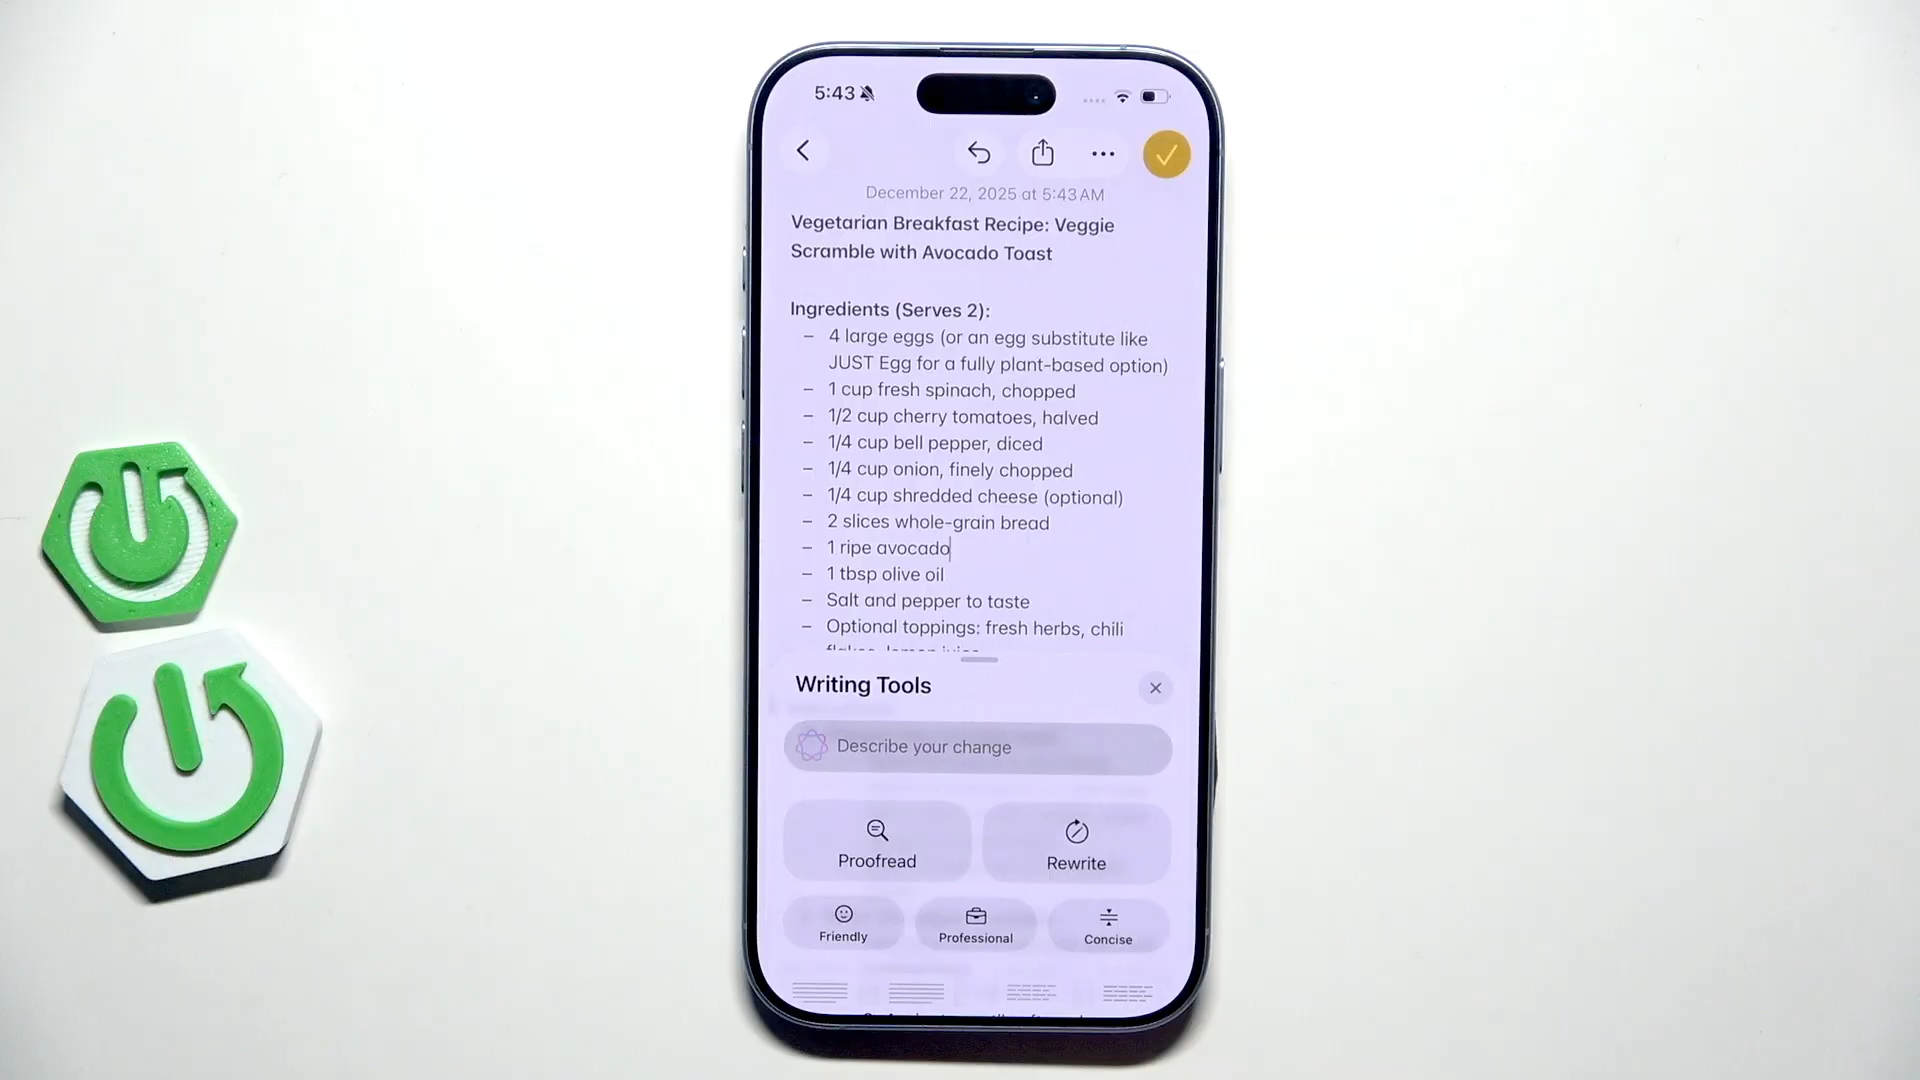 5:43
December 22, 2025 at 5:43 AM
Vegetarian Breakfast Recipe: Veggie
Scramble with Avocado Toast
Ingredients (Serves 2):
– 4 large eggs (or an egg substitute like
JUST Egg for a fully plant-based option)
– 1 cup fresh spinach, chopped
– 1/2 cup cherry tomatoes, halved
– 1/4 cup bell pepper, diced
– 1/4 cup onion, finely chopped
– 1/4 cup shredded cheese (optional)
– 2 slices whole-grain bread
– 1 ripe avocado
– 1 tbsp olive oil
– Salt and pepper to taste
– Optional toppings: fresh herbs, chili
Writing Tools
Describe your change
Proofread
Rewrite
Friendly
Professional
Concise